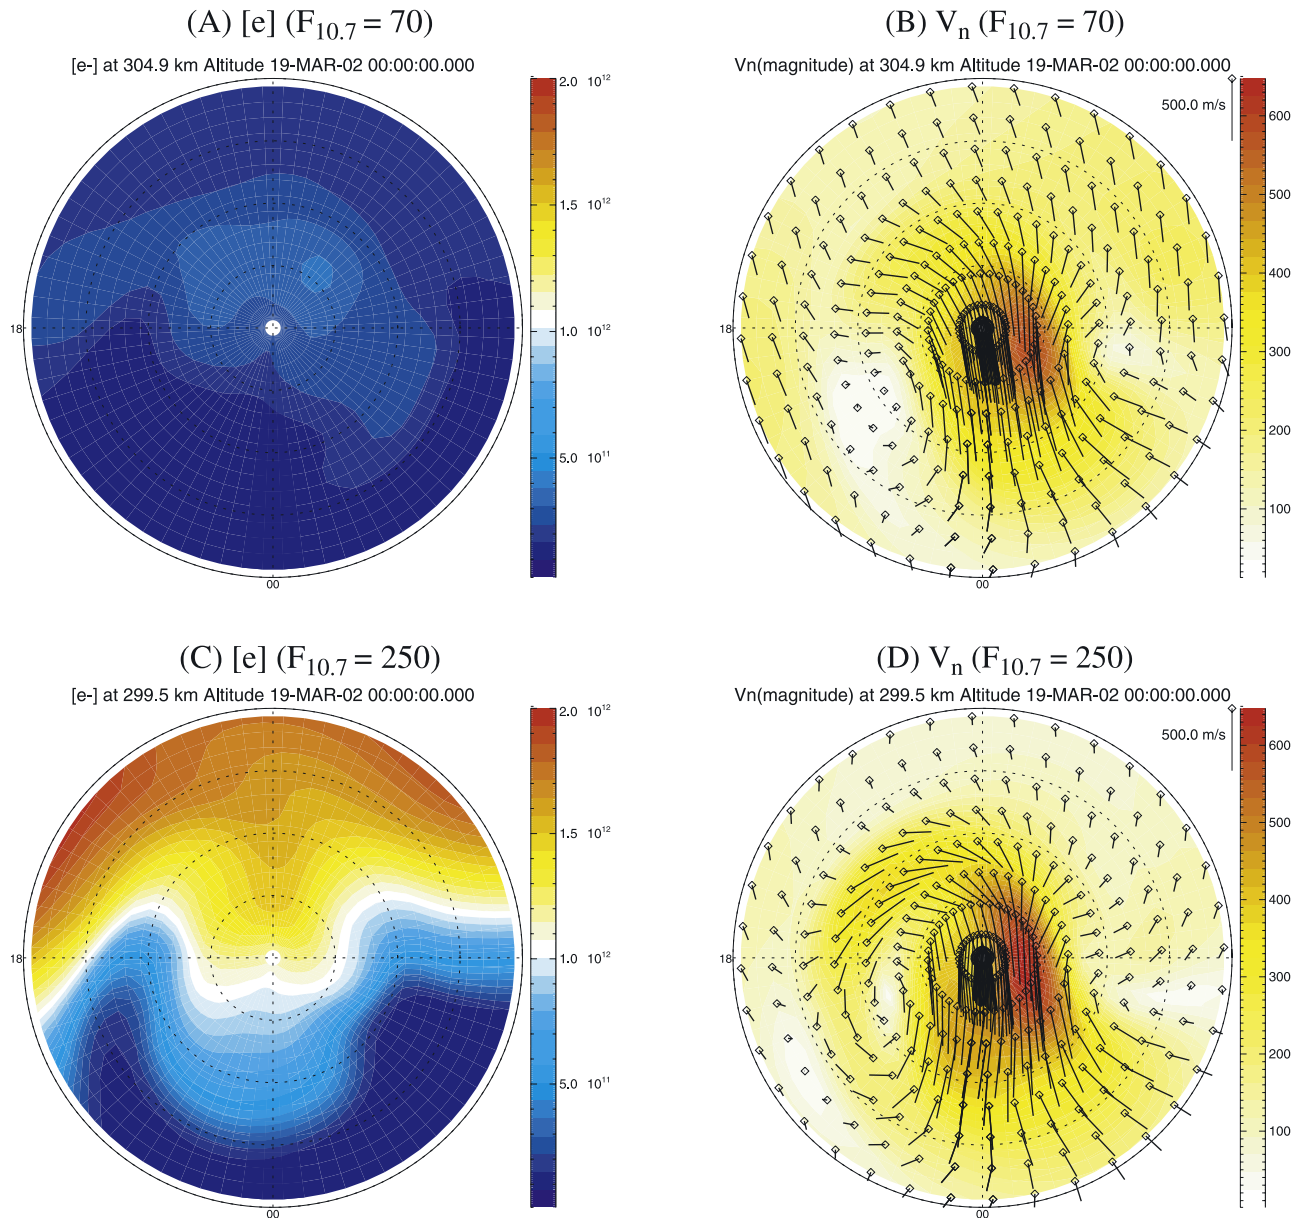 (A) [e] (F10.7 = 70)
[e-] at 304.9 km Altitude 19-MAR-02 00:00:00.000
2.0 10¹²
1.5 10¹²
1.0 10¹²
5.0 10¹¹
18
00
(B) Vn (F10.7 = 70)
Vn(magnitude) at 304.9 km Altitude 19-MAR-02 00:00:00.000
500.0 m/s
600
500
400
300
200
100
18
00
(C) [e] (F10.7 = 250)
[e-] at 299.5 km Altitude 19-MAR-02 00:00:00.000
2.0 10¹²
1.5 10¹²
1.0 10¹²
5.0 10¹¹
18
00
(D) Vn (F10.7 = 250)
Vn(magnitude) at 299.5 km Altitude 19-MAR-02 00:00:00.000
500.0 m/s
600
500
400
300
200
100
18
00